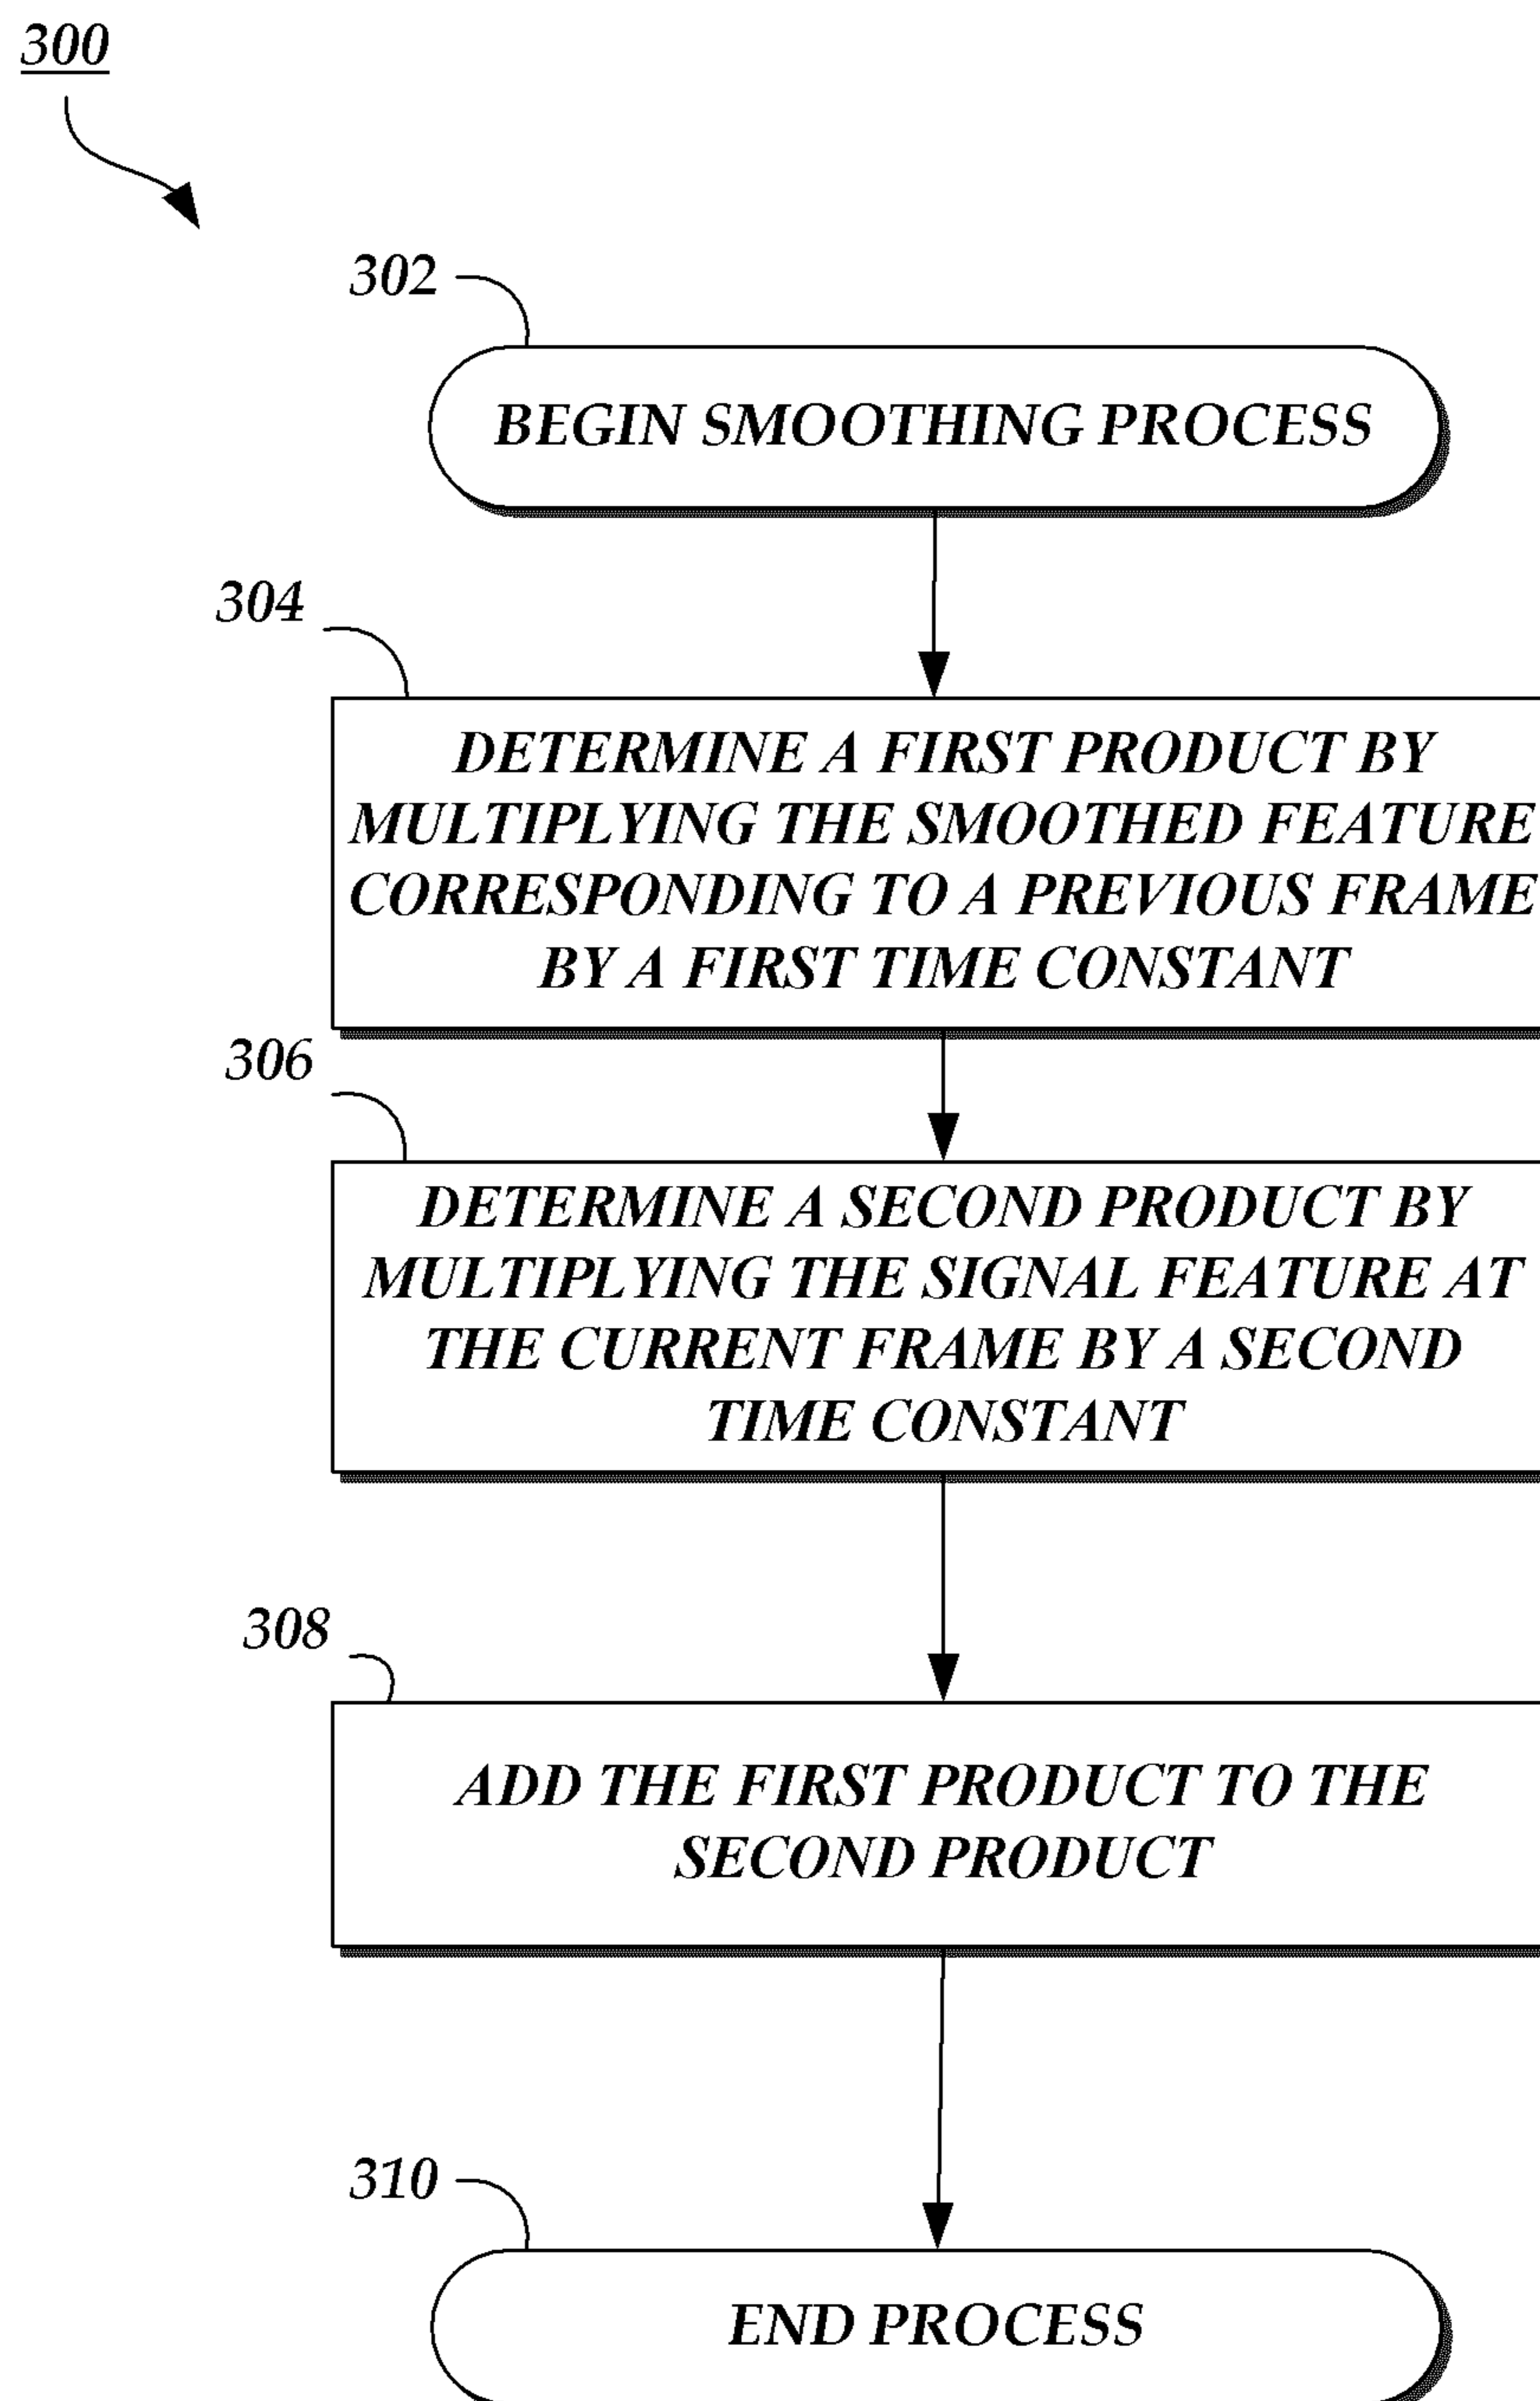 300
302
BEGIN SMOOTHING PROCESS
304
DETERMINE A FIRST PRODUCT BY
MULTIPLYING THE SMOOTHED FEATURE
CORRESPONDING TO A PREVIOUS FRAME
BY A FIRST TIME CONSTANT
306
DETERMINE A SECOND PRODUCT BY
MULTIPLYING THE SIGNAL FEATURE AT
THE CURRENT FRAME BY A SECOND
TIME CONSTANT
308
ADD THE FIRST PRODUCT TO THE
SECOND PRODUCT
310
END PROCESS